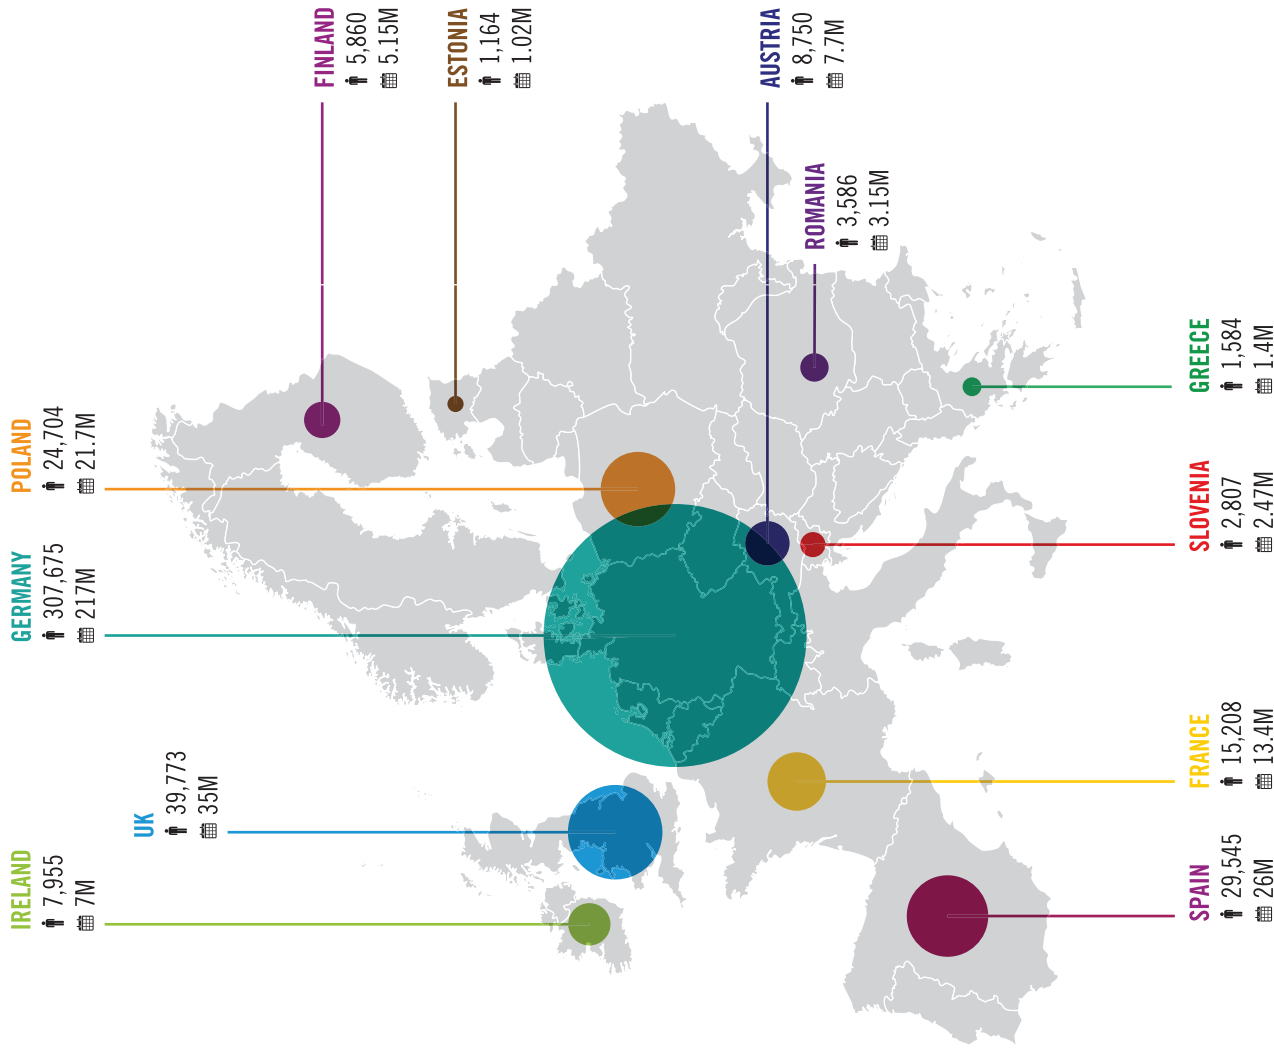 IRELAND
7,955
7M
UK
39,773
35M
GERMANY
307,675
217M
POLAND
24,704
21.7M
FINLAND
5,860
5.15M
ESTONIA
1,164
1.02M
AUSTRIA
8,750
7.7M
ROMANIA
3,586
3.15M
SPAIN
29,545
26M
FRANCE
15,208
13.4M
SLOVENIA
2,807
2.47M
GREECE
1,584
1.4M